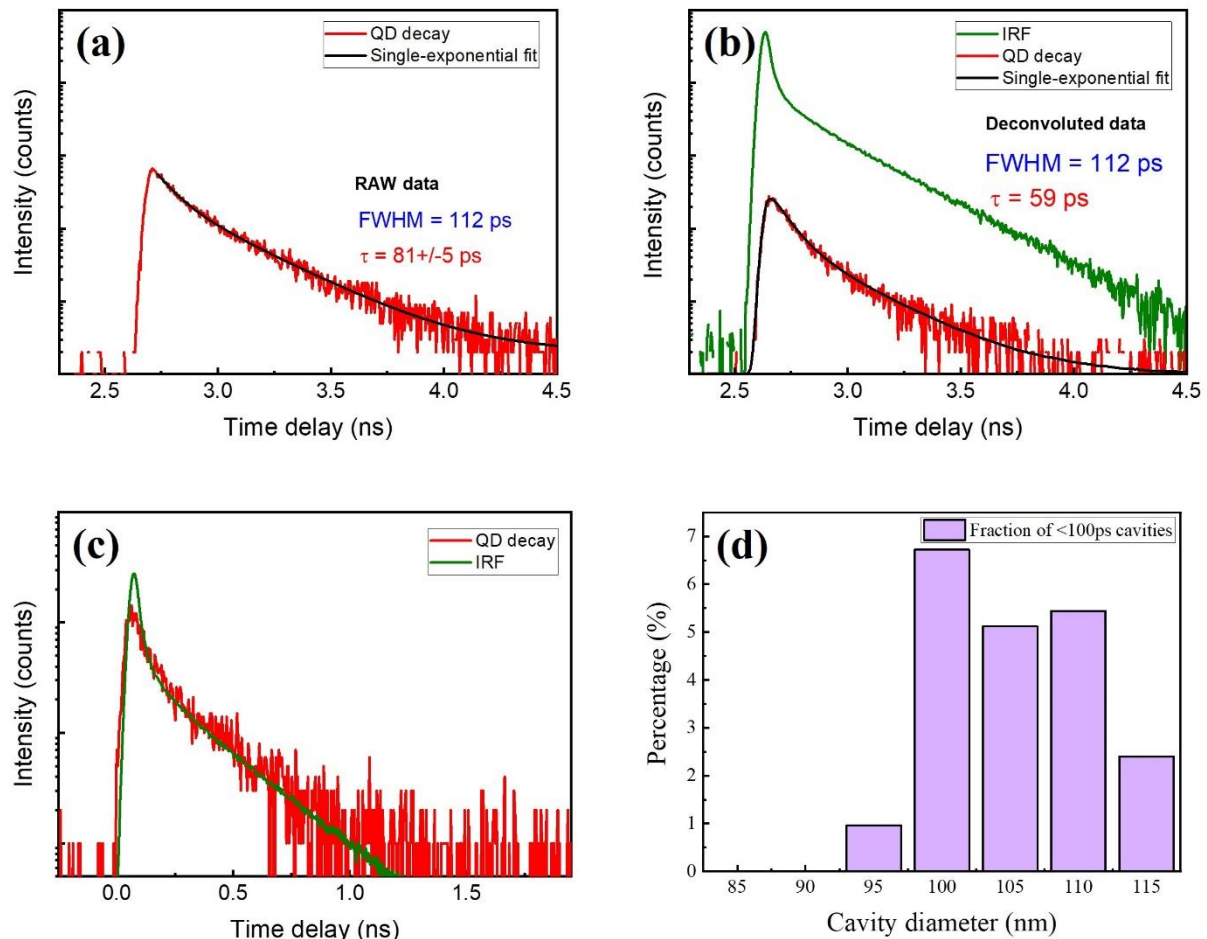 (a)
QD decay
Single-exponential fit
RAW data
FWHM = 112 ps
τ = 81+/-5 ps
Intensity (counts)
2.5 3.0 3.5 4.0 4.5
Time delay (ns)
(b)
IRF
QD decay
Single-exponential fit
Deconvoluted data
FWHM = 112 ps
τ = 59 ps
Intensity (counts)
2.5 3.0 3.5 4.0 4.5
Time delay (ns)
(c)
QD decay
IRF
Intensity (counts)
0.0 0.5 1.0 1.5
Time delay (ns)
(d)
Fraction of <100ps cavities
Percentage (%)
7
6
5
4
3
2
1
0
85 90 95 100 105 110 115
Cavity diameter (nm)